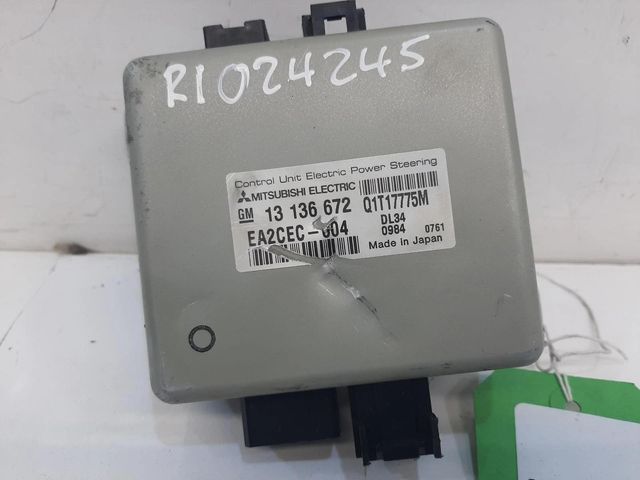 R1024245
Control Unit Electric Power Steering
MITSUBISHI ELECTRIC
GM 13 136 672 Q1T17775M
EA2CEC-004 DL34
0984 0761
Made in Japan